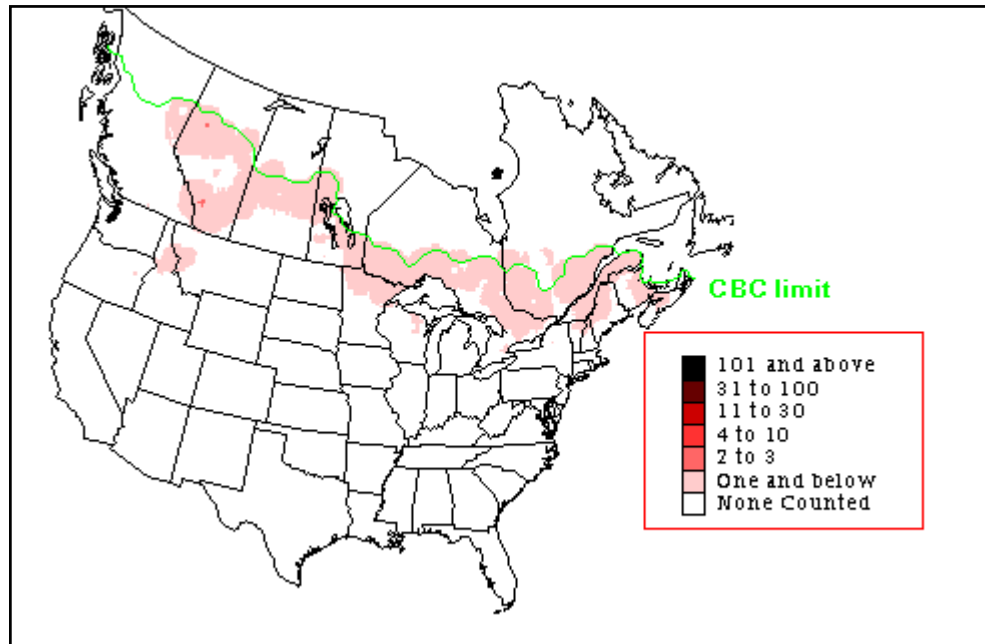 CBC limit
101 and above
31 to 100
11 to 30
4 to 10
2 to 3
One and below
None Counted